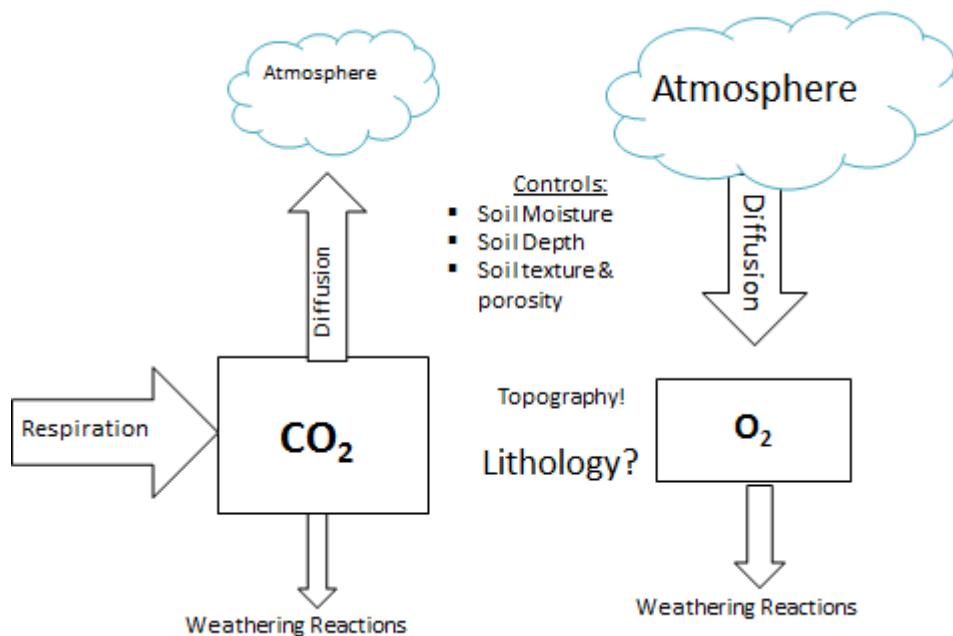 Atmosphere
Atmosphere
Controls:
▪ Soil Moisture
▪ Soil Depth
▪ Soil texture &
porosity
Diffusion
Diffusion
Respiration
CO₂
Topography!
Lithology?
O₂
Weathering Reactions
Weathering Reactions